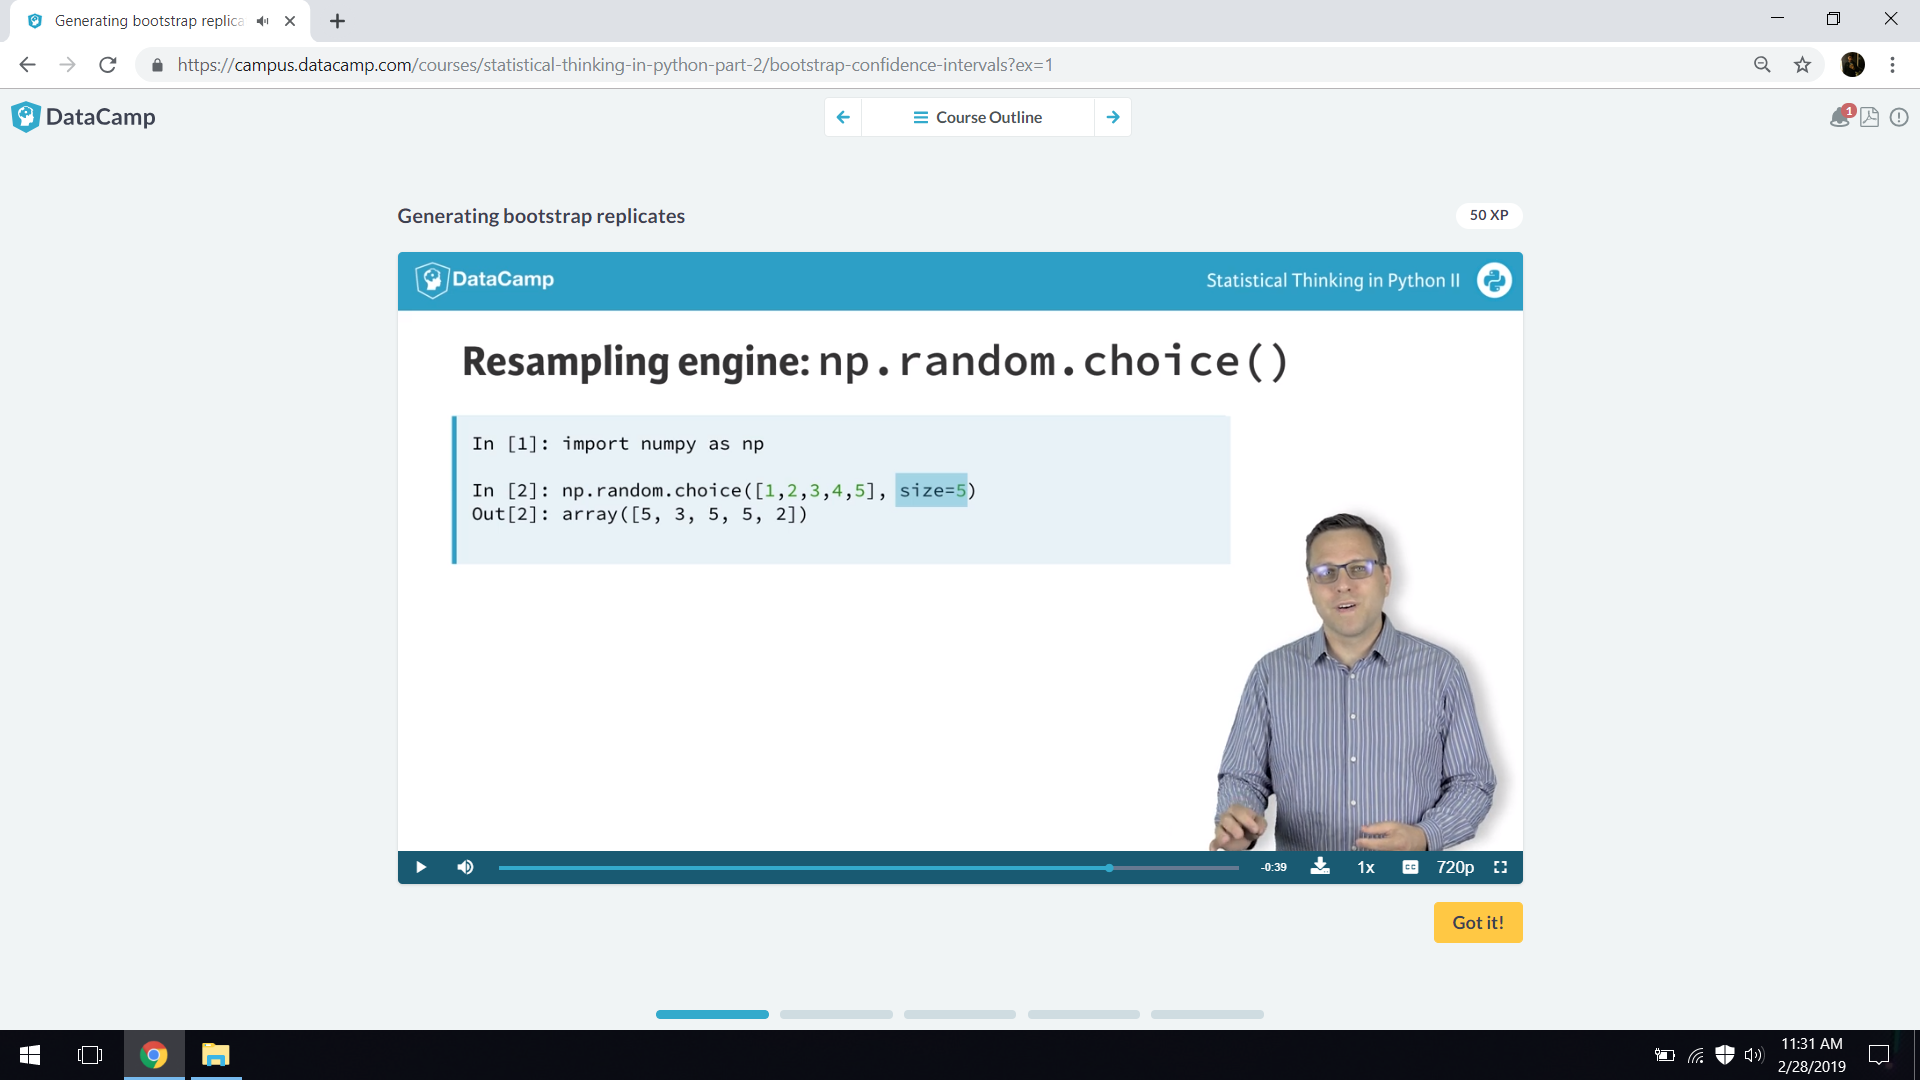 Generating bootstrap replica
https://campus.datacamp.com/courses/statistical-thinking-in-python-part-2/bootstrap-confidence-intervals?ex=1
DataCamp
Course Outline
1
Generating bootstrap replicates
50 XP
DataCamp
Statistical Thinking in Python II
Resampling engine: np.random.choice()
In [1]: import numpy as np
In [2]: np.random.choice([1,2,3,4,5], size=5)
Out[2]: array([5, 3, 5, 5, 2])
-0:39
1x
CC
720p
Got it!
11:31 AM
2/28/2019